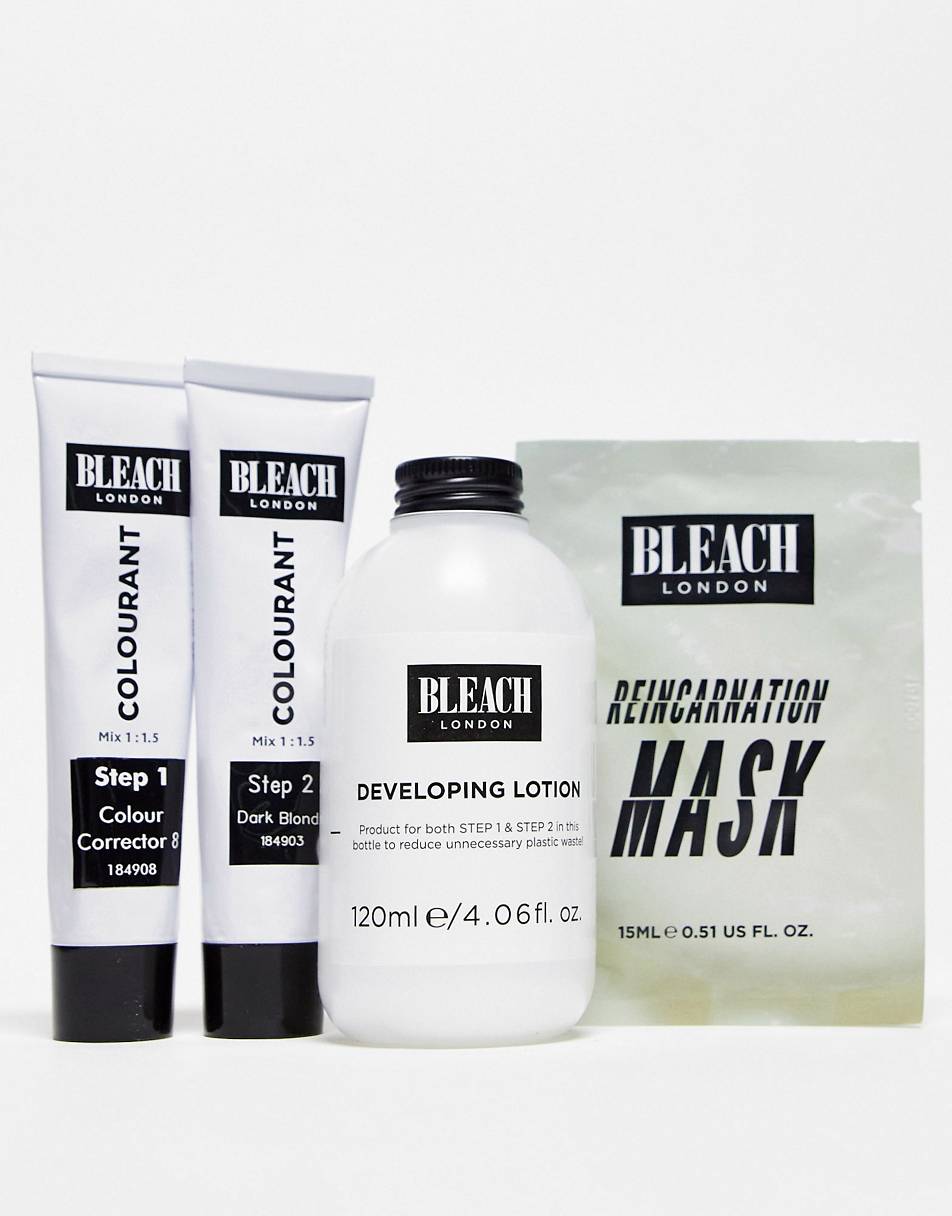 BLEACH
LONDON
COLOURANT
Mix 1:1.5
Step 1
Colour
Corrector 8
184908
BLEACH
LONDON
COLOURANT
Mix 1:1.5
Step 2
Dark Blond
184903
BLEACH
LONDON
DEVELOPING LOTION
Product for both STEP 1 & STEP 2 in this
bottle to reduce unnecessary plastic waste!
120ml e/4.06fl. oz.
BLEACH
LONDON
REINCARNATION
MASK
15ML e 0.51 US FL. OZ.